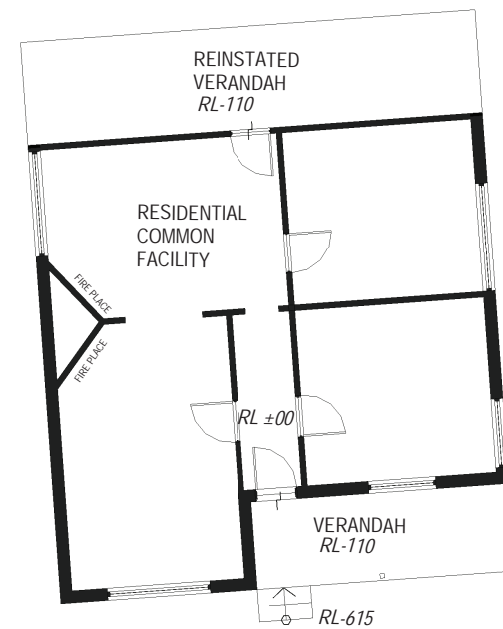 REINSTATED
VERANDAH
RL-110
RESIDENTIAL
COMMON
FACILITY
FIRE PLACE
FIRE PLACE
RL ±00
VERANDAH
RL-110
RL-615